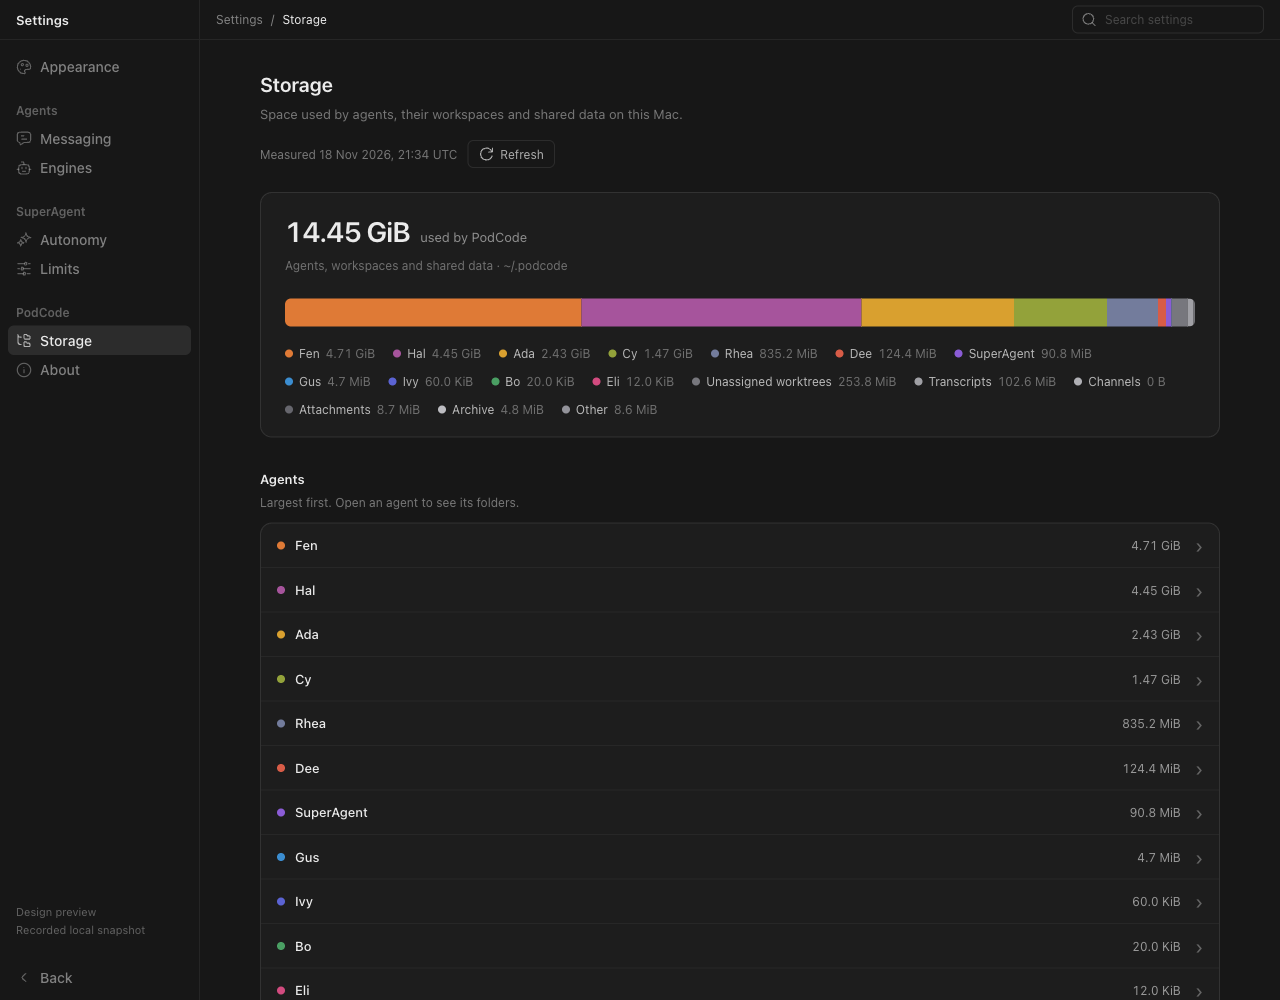 Settings
Settings / Storage
Search settings
Appearance
Agents
Messaging
Engines
SuperAgent
Autonomy
Limits
PodCode
Storage
About
Design preview
Recorded local snapshot
Back
Storage
Space used by agents, their workspaces and shared data on this Mac.
Measured 18 Nov 2026, 21:34 UTC Refresh
14.45 GiB used by PodCode
Agents, workspaces and shared data · ~/.podcode
Fen 4.71 GiB Hal 4.45 GiB Ada 2.43 GiB Cy 1.47 GiB Rhea 835.2 MiB Dee 124.4 MiB SuperAgent 90.8 MiB
Gus 4.7 MiB Ivy 60.0 KiB Bo 20.0 KiB Eli 12.0 KiB Unassigned worktrees 253.8 MiB Transcripts 102.6 MiB Channels 0 B
Attachments 8.7 MiB Archive 4.8 MiB Other 8.6 MiB
Agents
Largest first. Open an agent to see its folders.
Fen 4.71 GiB
Hal 4.45 GiB
Ada 2.43 GiB
Cy 1.47 GiB
Rhea 835.2 MiB
Dee 124.4 MiB
SuperAgent 90.8 MiB
Gus 4.7 MiB
Ivy 60.0 KiB
Bo 20.0 KiB
Eli 12.0 KiB